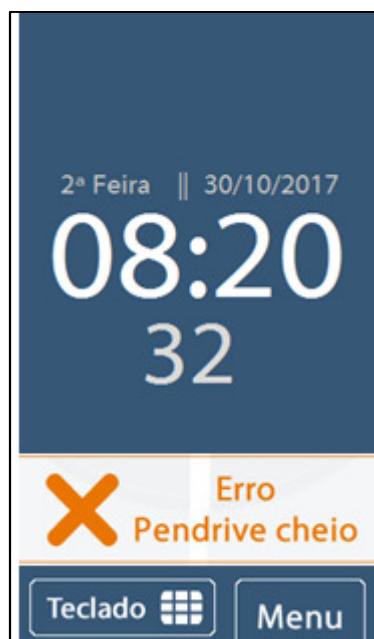 2ª Feira || 30/10/2017
08:20
32
Erro
Pendrive cheio
Teclado
Menu